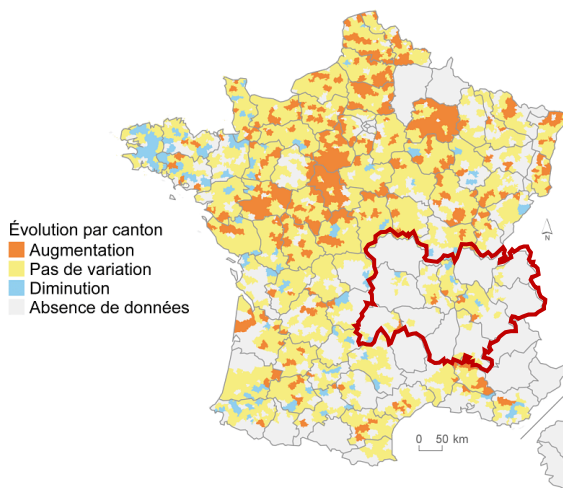 Évolution par canton
Augmentation
Pas de variation
Diminution
Absence de données
N
0 50 km